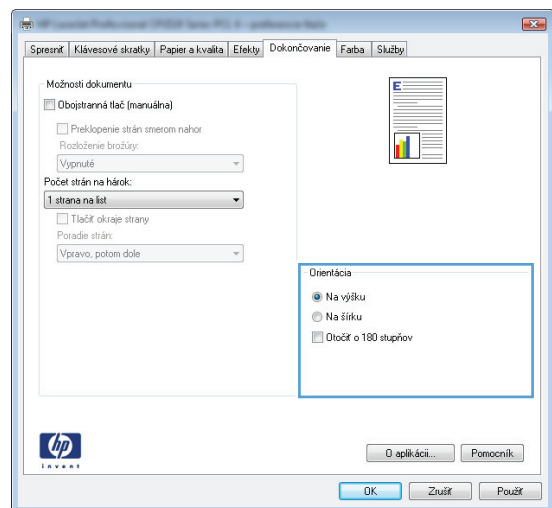 Spresniť Klávesové skratky Papier a kvalita Efekty Dokončovanie Farba Služby
Možnosti dokumentu
Obojstranná tlač (manuálna)
Preklopenie strán smerom nahor
Rozloženie brožúry:
Vypnuté
Počet strán na hárok:
1 strana na list
Tlačiť okraje strany
Poradie strán:
Vpravo, potom dole
E
Orientácia
Na výšku
Na šírku
Otočiť o 180 stupňov
hp
invent
O aplikácii... Pomocník
OK Zrušiť Použiť